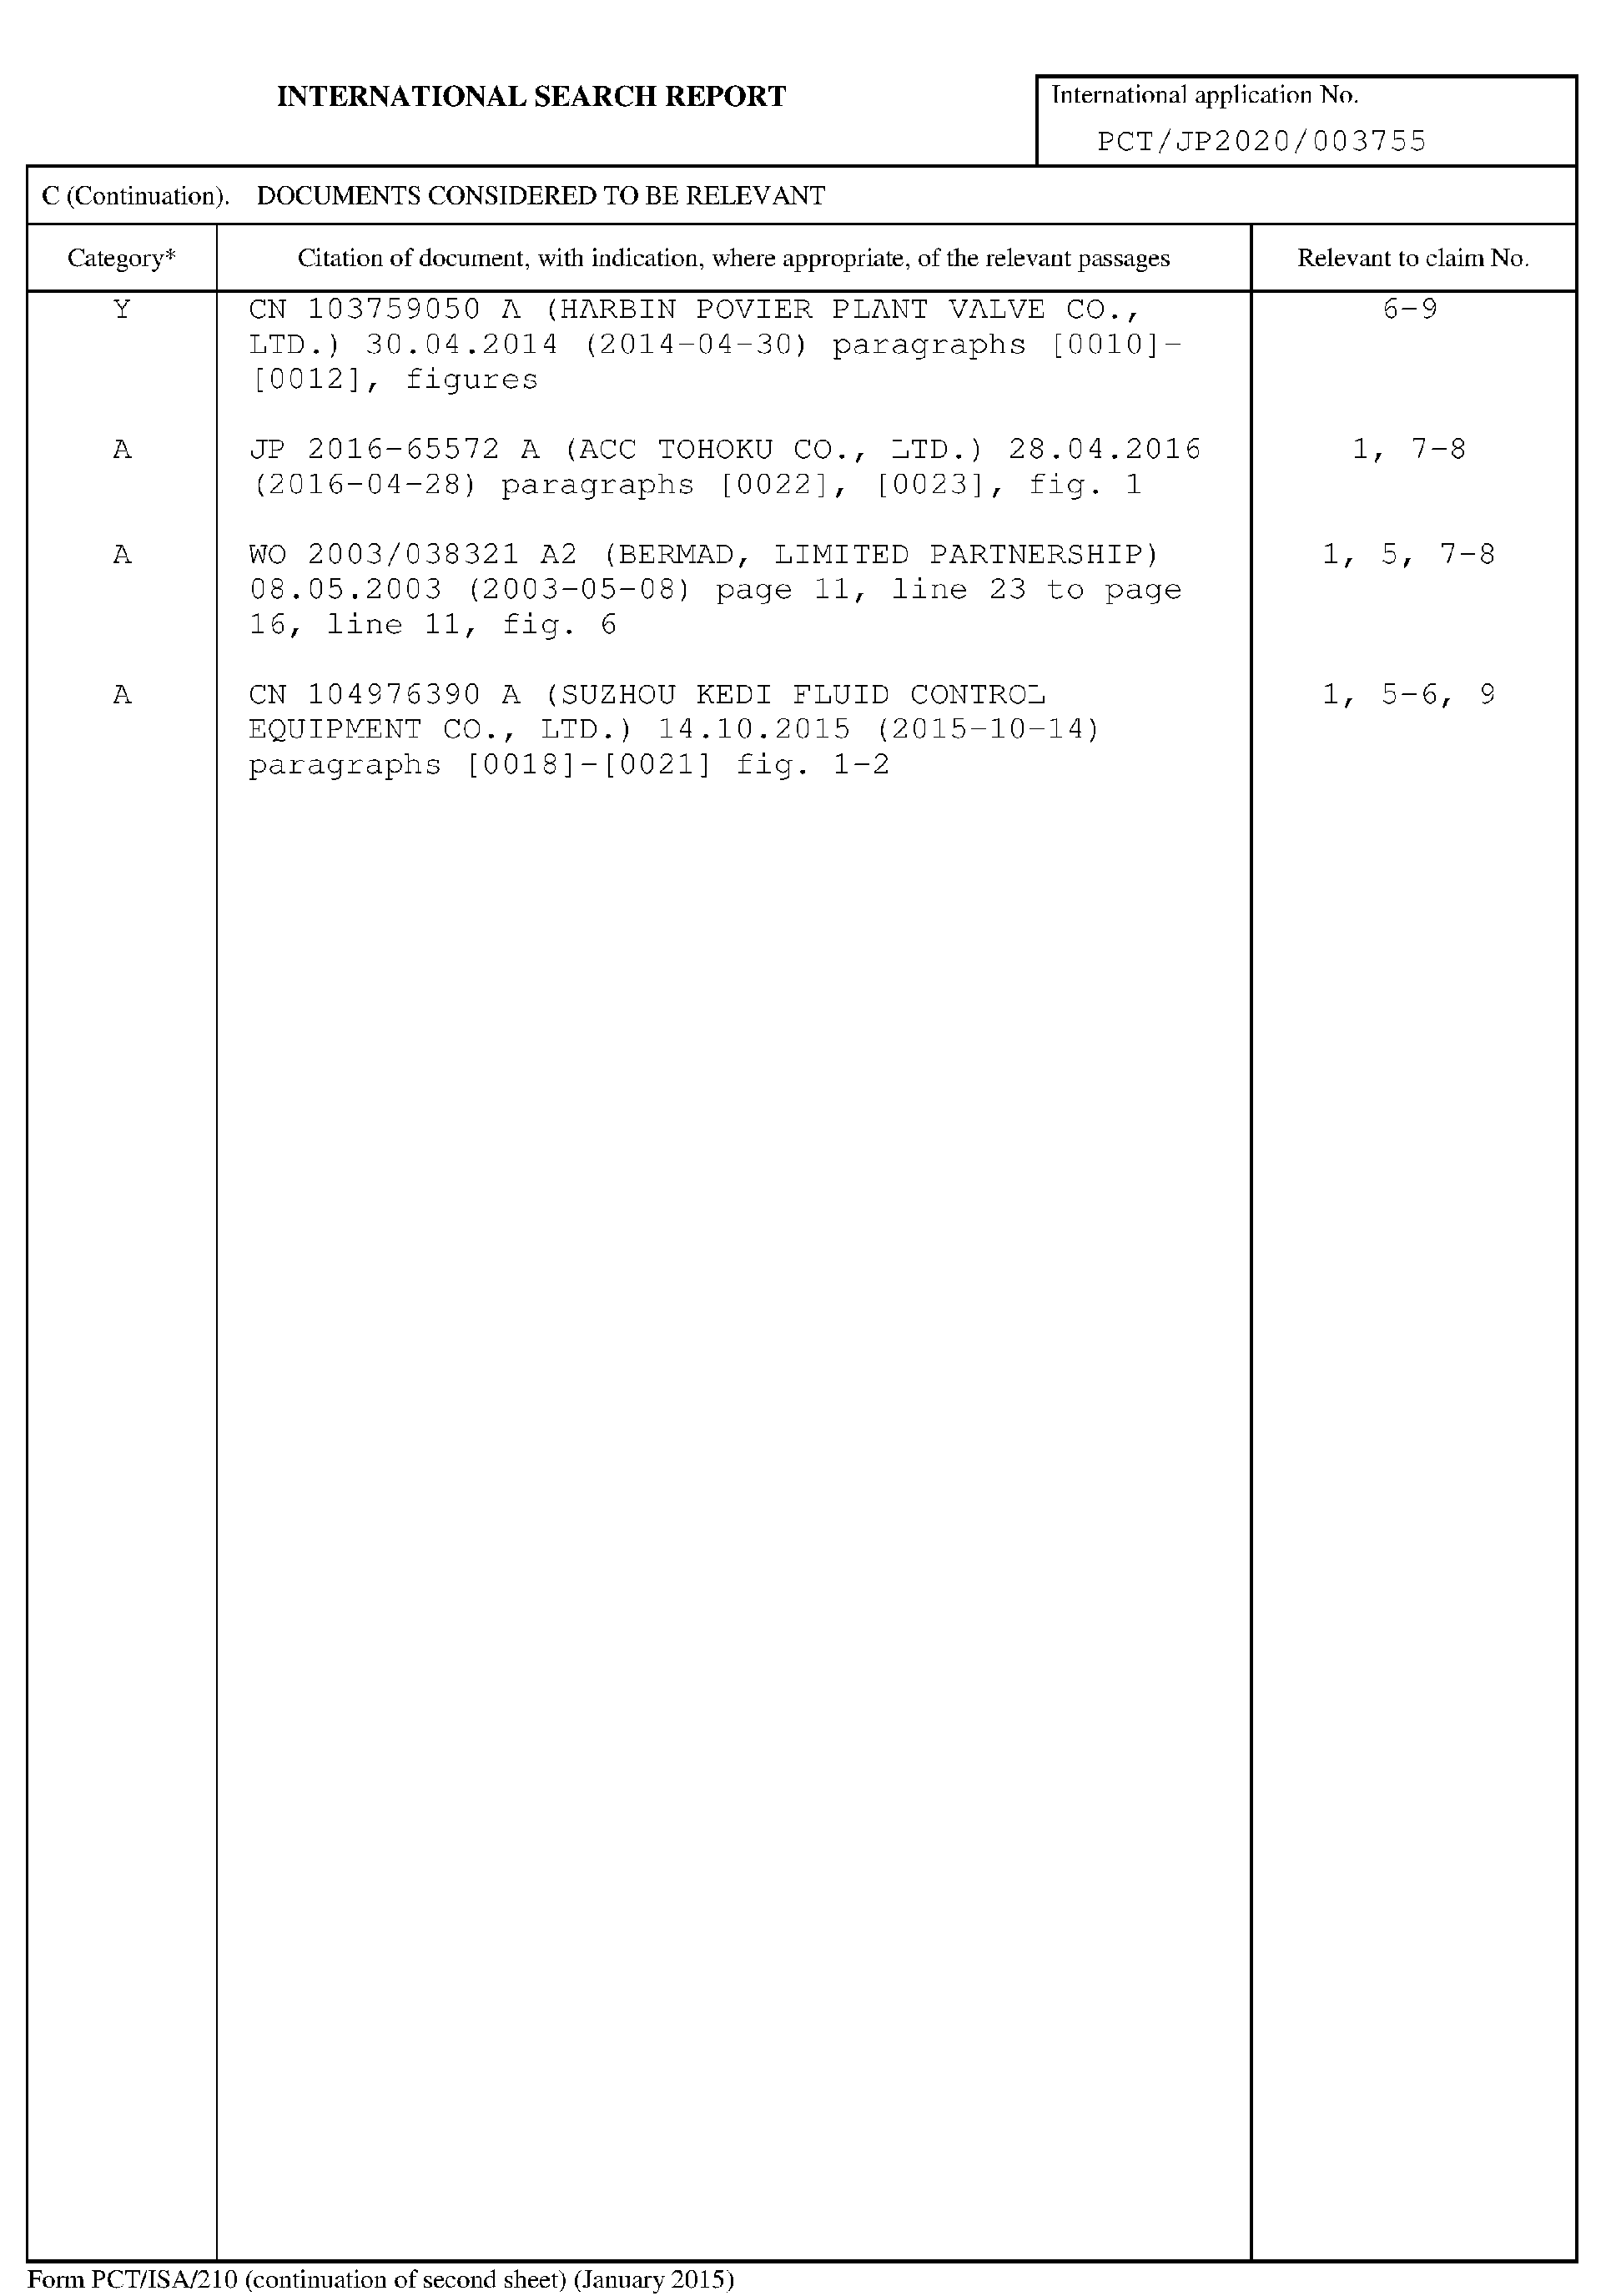 INTERNATIONAL SEARCH REPORT
International application No.
PCT/JP2020/003755
C (Continuation). DOCUMENTS CONSIDERED TO BE RELEVANT
Category* Citation of document, with indication, where appropriate, of the relevant passages Relevant to claim No.
Y CN 103759050 A (HARBIN POVIER PLANT VALVE CO., 6-9
LTD.) 30.04.2014 (2014-04-30) paragraphs [0010]-
[0012], figures
A JP 2016-65572 A (ACC TOHOKU CO., LTD.) 28.04.2016 1, 7-8
(2016-04-28) paragraphs [0022], [0023], fig. 1
A WO 2003/038321 A2 (BERMAD, LIMITED PARTNERSHIP) 1, 5, 7-8
08.05.2003 (2003-05-08) page 11, line 23 to page
16, line 11, fig. 6
A CN 104976390 A (SUZHOU KEDI FLUID CONTROL 1, 5-6, 9
EQUIPMENT CO., LTD.) 14.10.2015 (2015-10-14)
paragraphs [0018]-[0021] fig. 1-2
Form PCT/ISA/210 (continuation of second sheet) (January 2015)